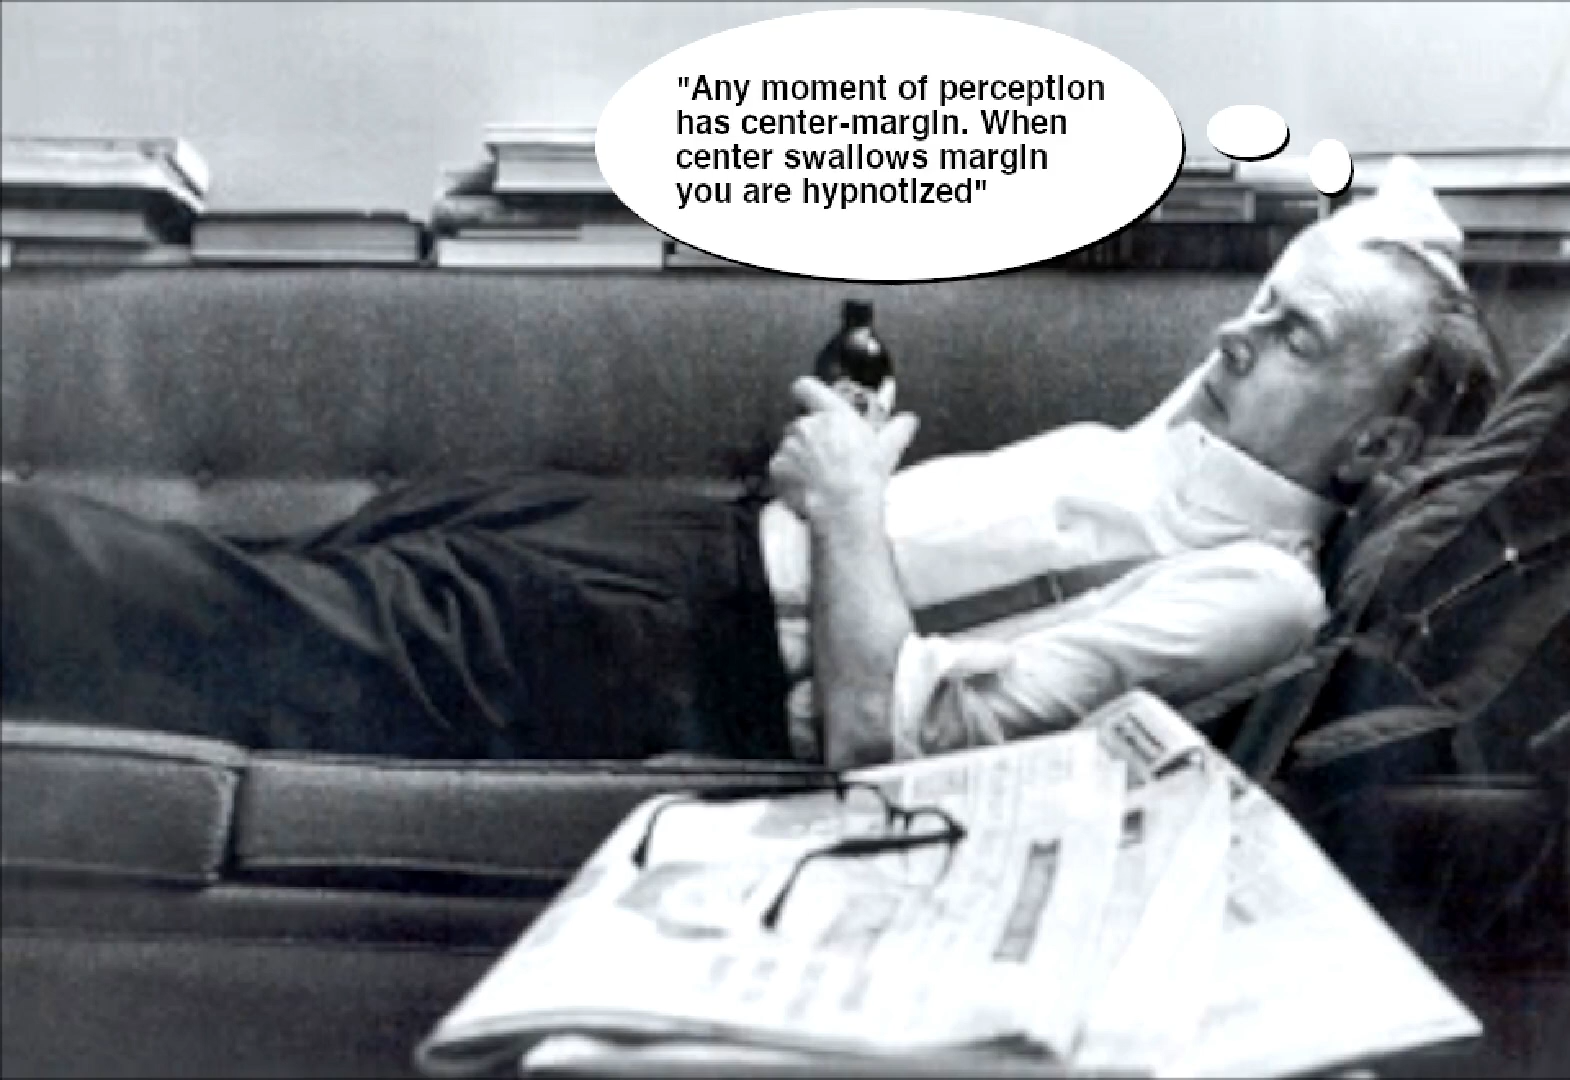 "Any moment of perception
has center-margin. When
center swallows margin
you are hypnotized"